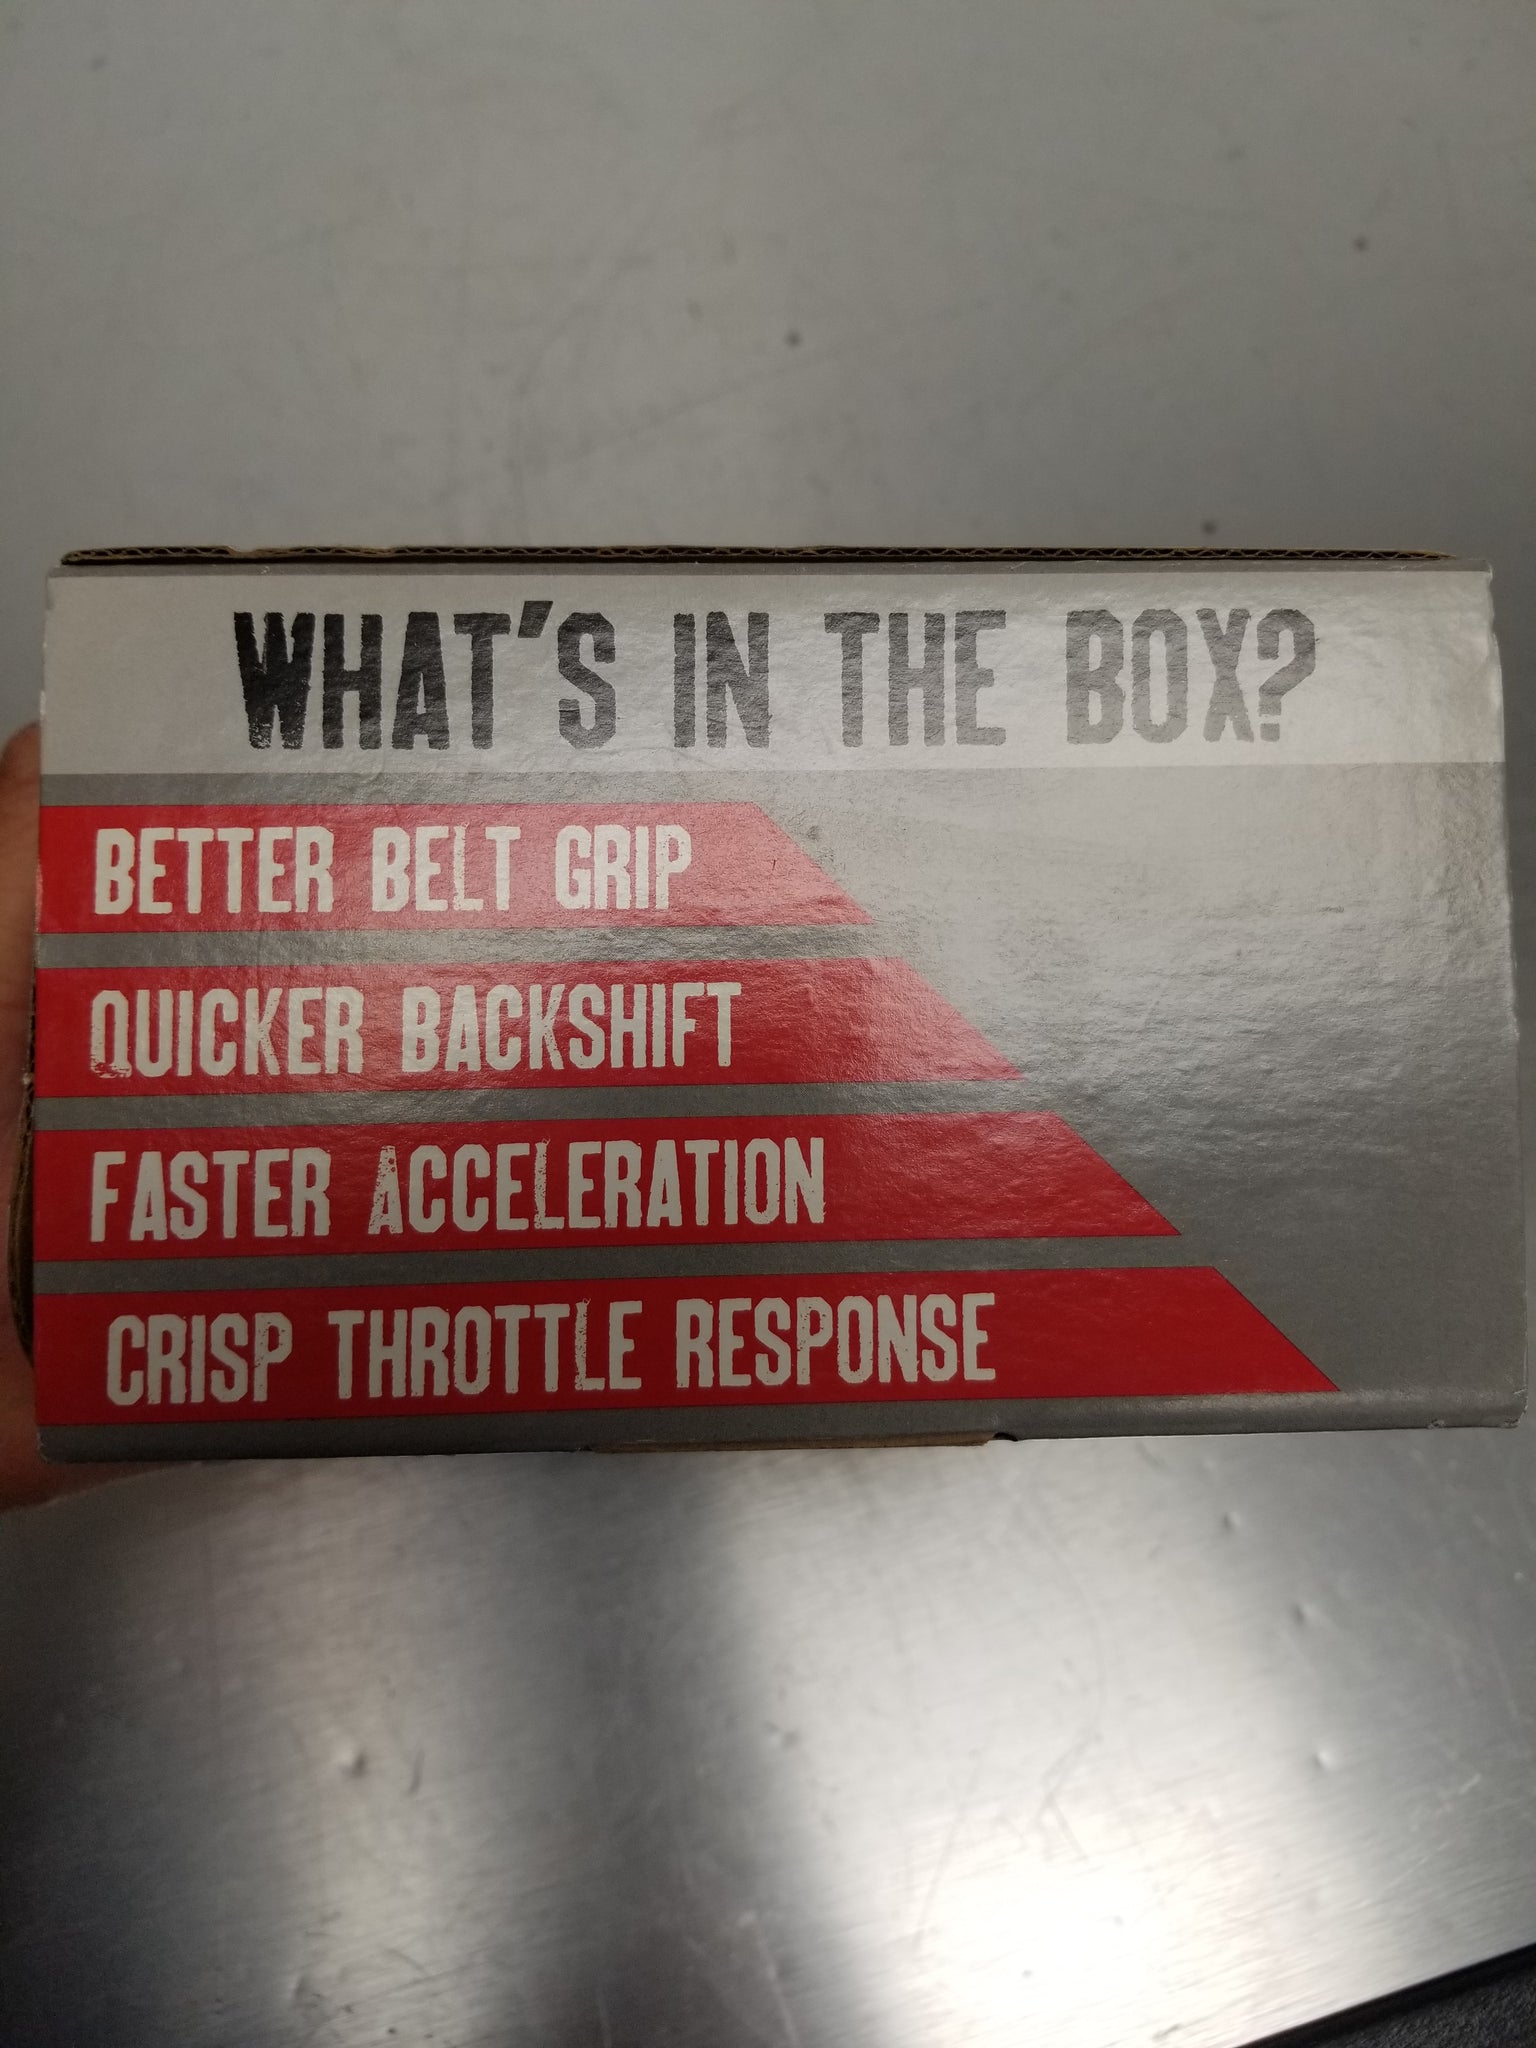 WHAT'S IN THE BOX?
BETTER BELT GRIP
QUICKER BACKSHIFT
FASTER ACCELERATION
CRISP THROTTLE RESPONSE